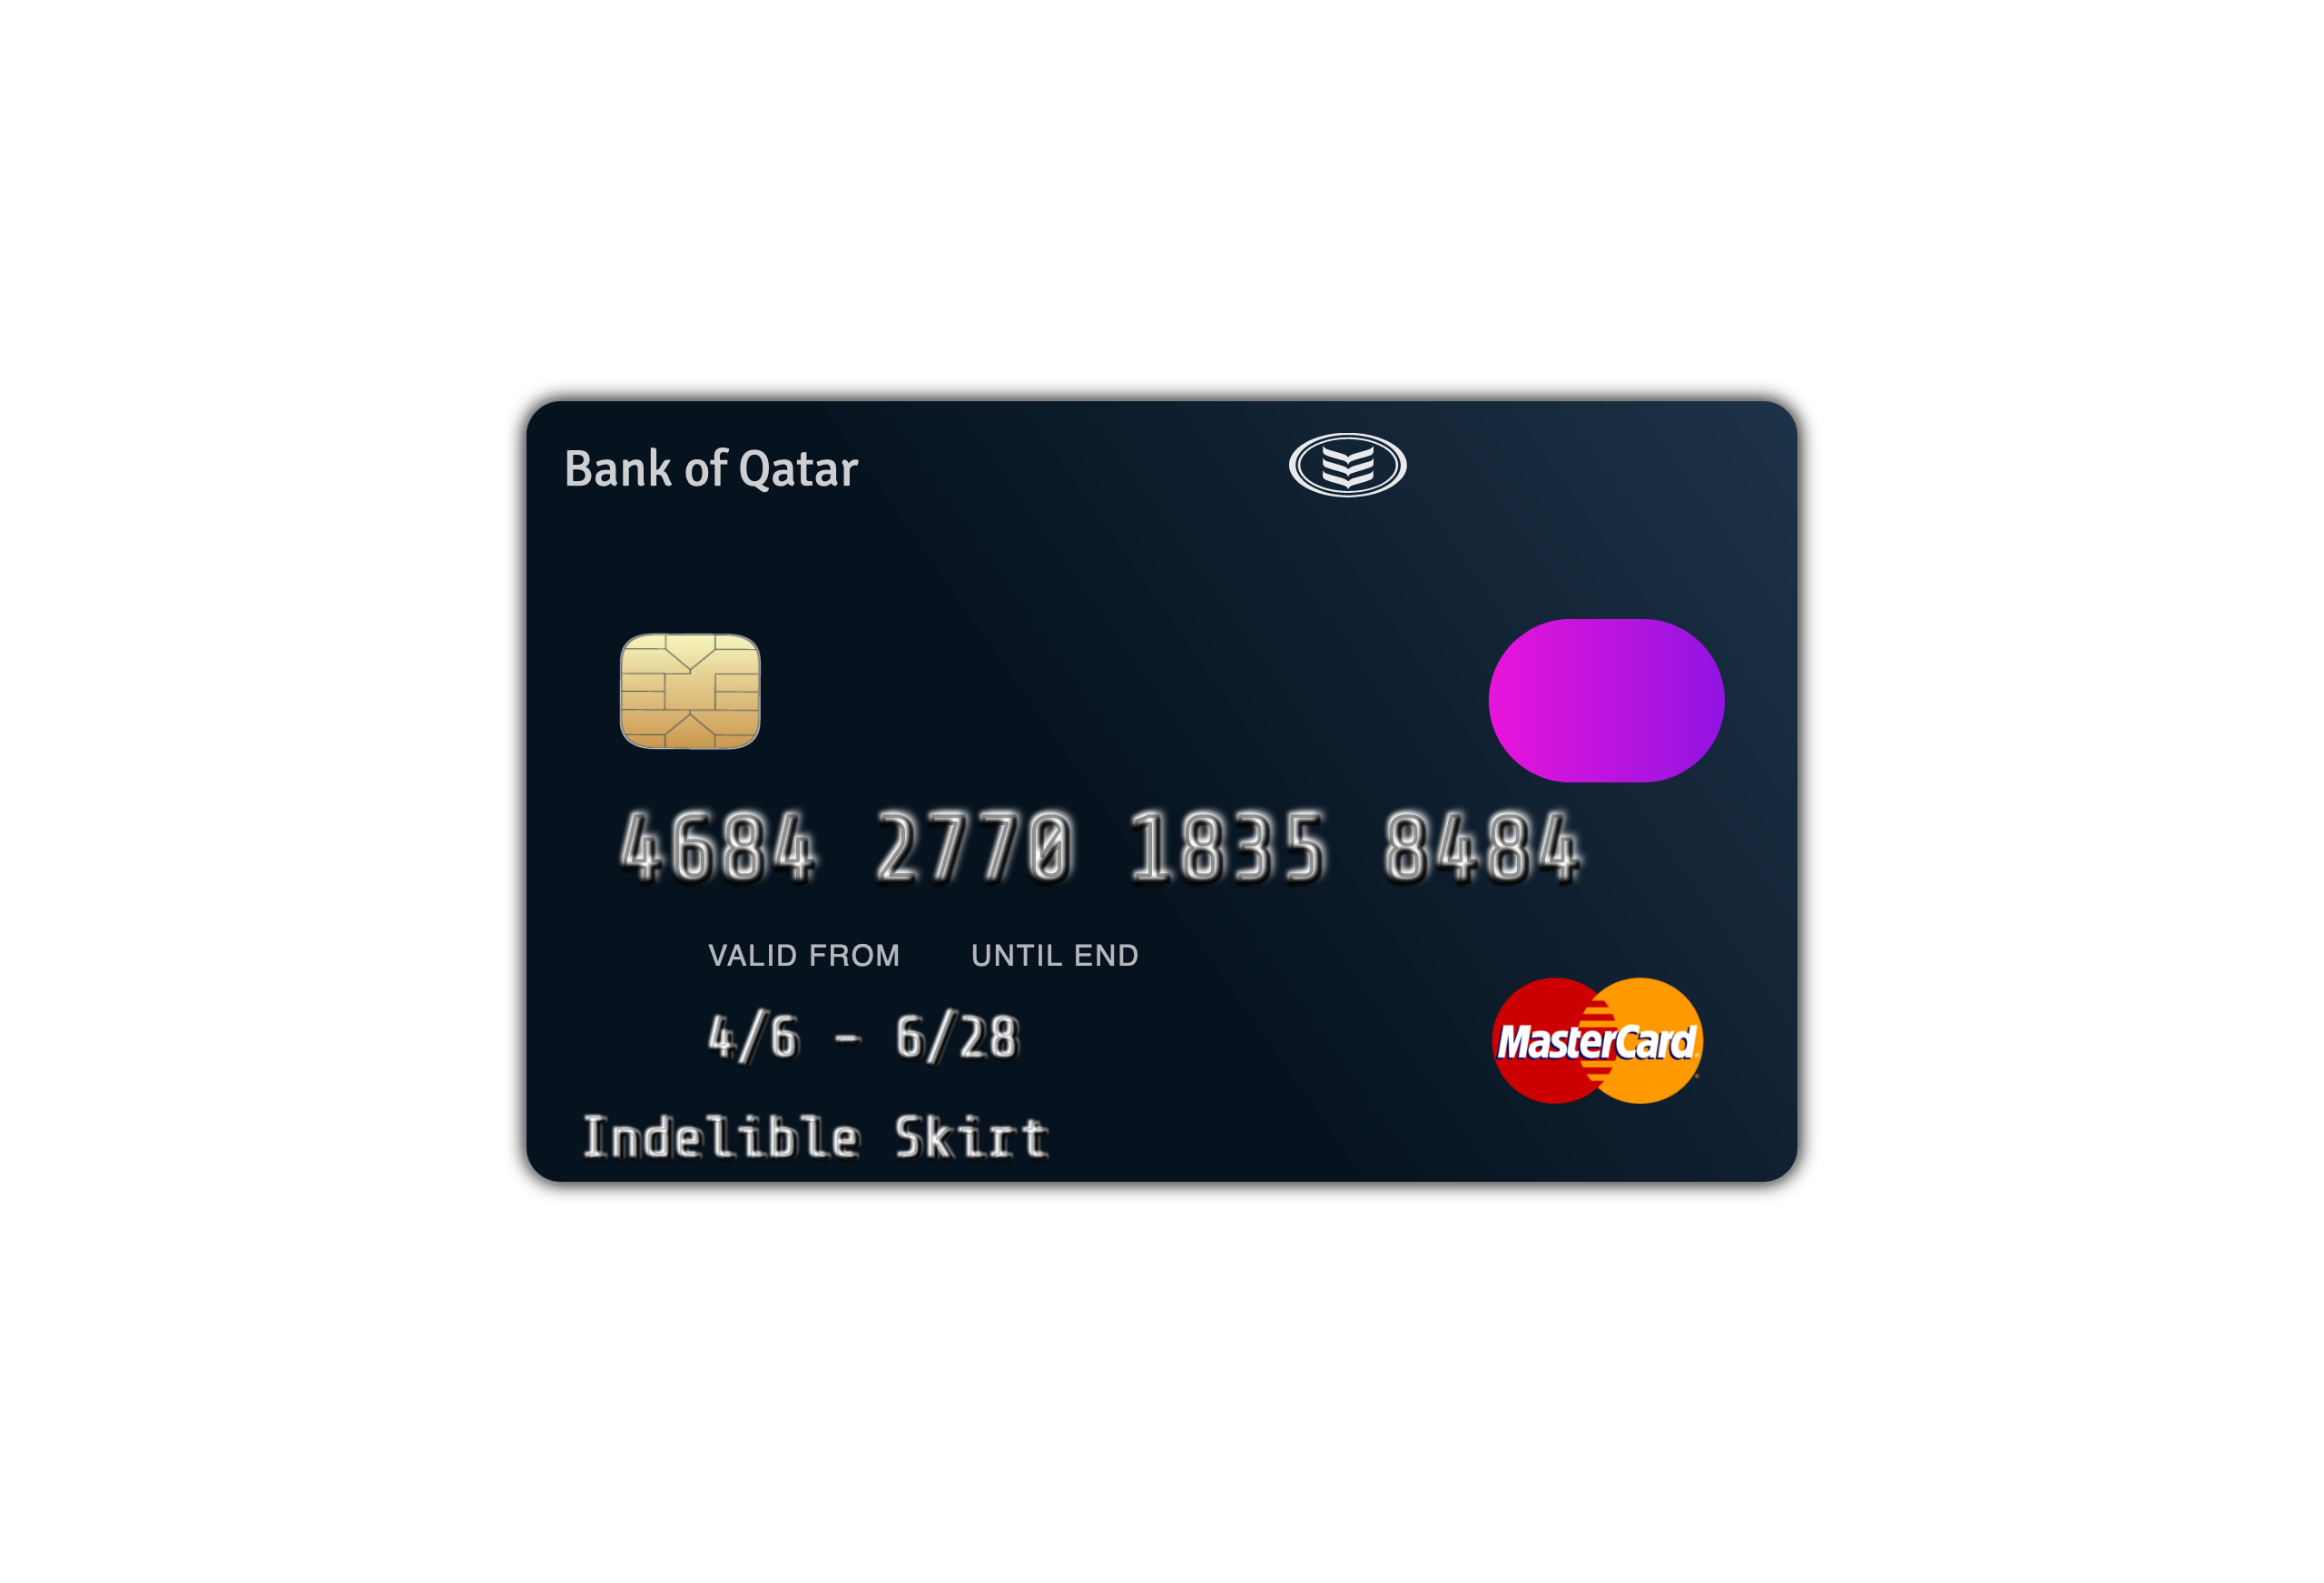 Bank of Qatar
4684 2770 1835 8484
VALID FROM UNTIL END
4/6 - 6/28
MasterCard
Indelible Skirt